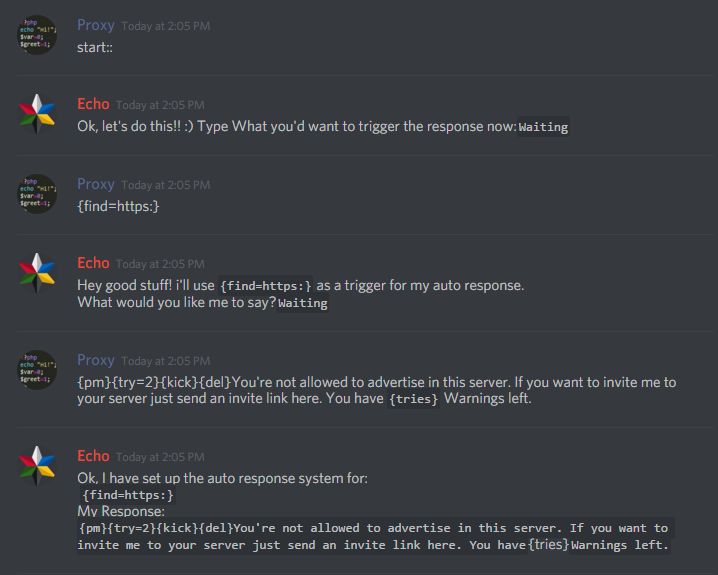 ?php
echo "Hi!";
$var=0;
$greet=1;
Proxy Today at 2:05 PM
start::
Echo Today at 2:05 PM
Ok, let's do this!! :) Type What you'd want to trigger the response now: Waiting
?php
echo "Hi!";
$var=0;
$greet=1;
Proxy Today at 2:05 PM
{find=https:}
Echo Today at 2:05 PM
Hey good stuff! i'll use {find=https:} as a trigger for my auto response.
What would you like me to say? Waiting
?php
echo "Hi!";
$var=0;
$greet=1;
Proxy Today at 2:05 PM
{pm}{try=2}{kick}{del}You're not allowed to advertise in this server. If you want to invite me to
your server just send an invite link here. You have {tries} Warnings left.
Echo Today at 2:05 PM
Ok, I have set up the auto response system for:
{find=https:}
My Response:
{pm}{try=2}{kick}{del}You're not allowed to advertise in this server. If you want to
invite me to your server just send an invite link here. You have {tries} Warnings left.